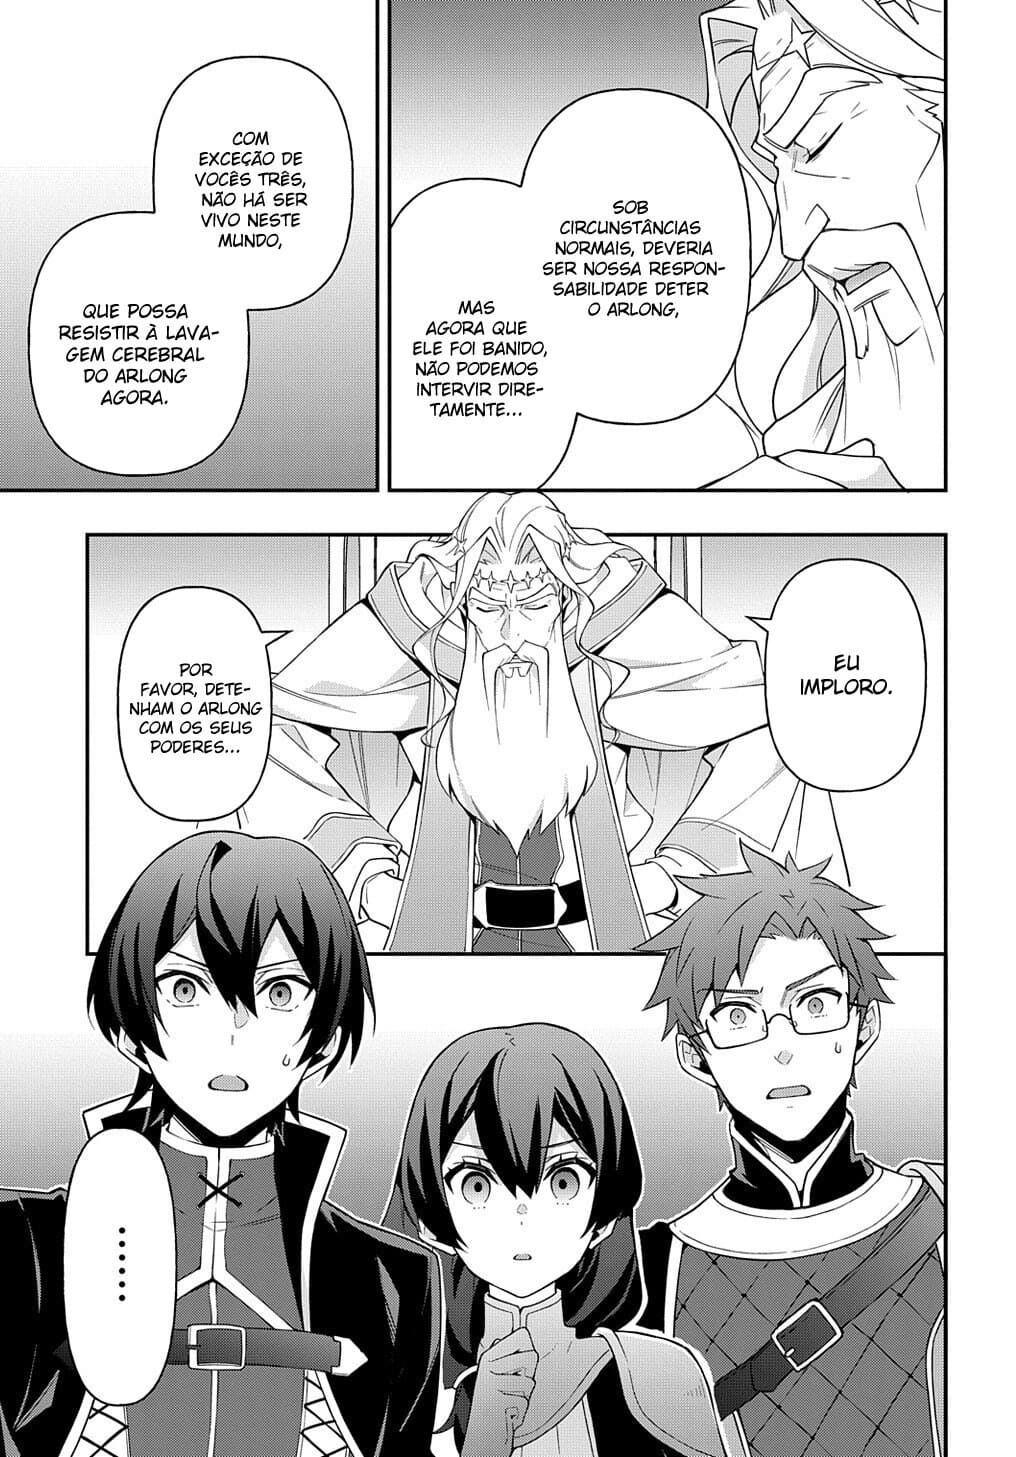 SOB
CIRCUNSTÂNCIAS
NORMAIS, DEVERIA
SER NOSSA RESPON-
SABILIDADE DETER
O ARLONG,
MAS
AGORA QUE
ELE FOI BANIDO,
NÃO PODEMOS
INTERVIR DIRE-
TAMENTE...
COM
EXCEÇÃO DE
VOCÊS TRÊS,
NÃO HÁ SER
VIVO NESTE
MUNDO,
QUE POSSA
RESISTIR À LAVA-
GEM CEREBRAL
DO ARLONG
AGORA.
EU
IMPLORO.
POR
FAVOR, DETE-
NHAM O ARLONG
COM OS SEUS
PODERES...
......